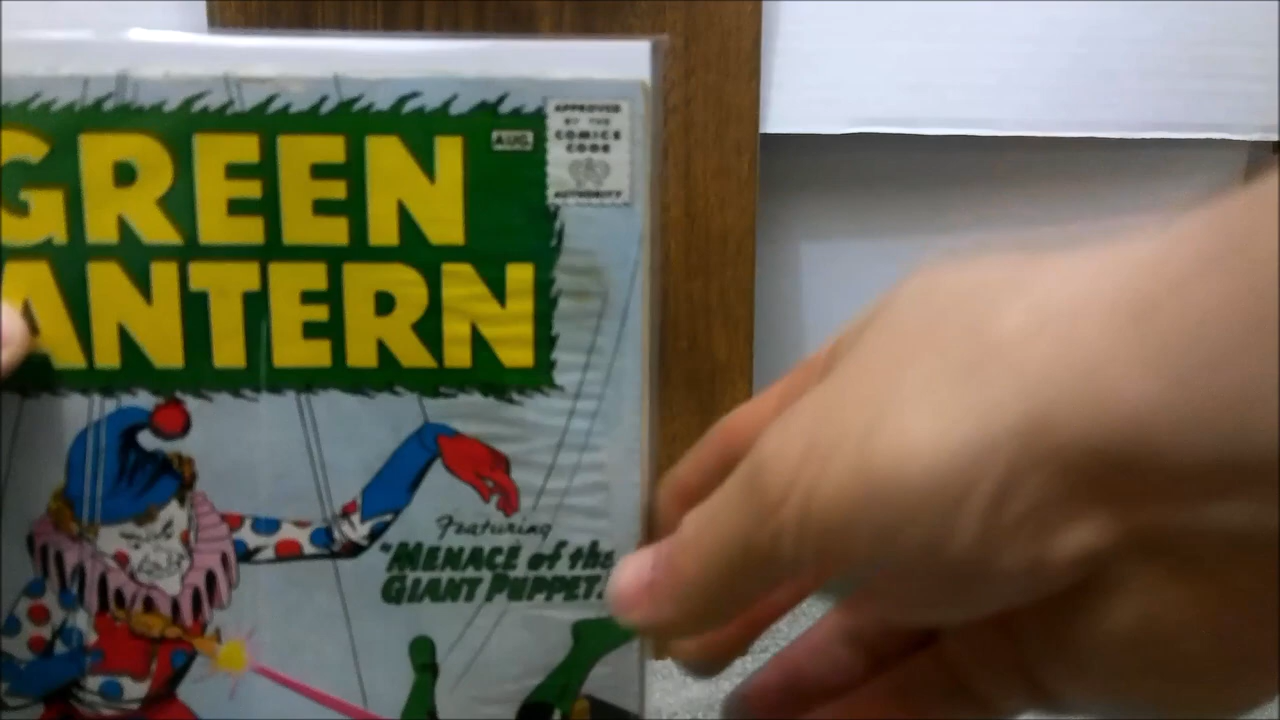 GREEN
ANTERN
AUG
APPROVED
BY THE
COMICS
CODE
AUTHORITY
Featuring
"MENACE of the
GIANT PUPPET!